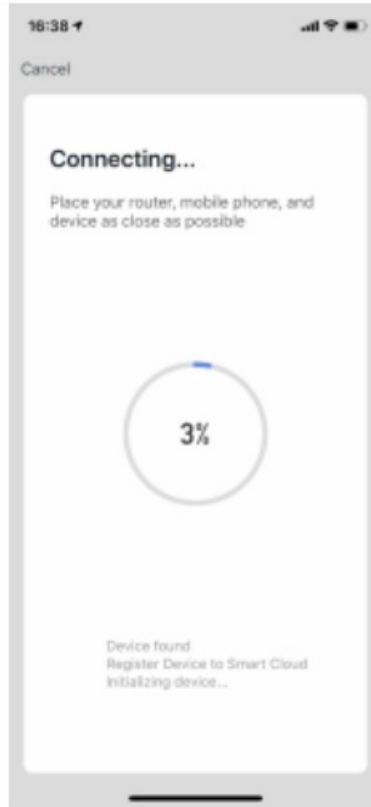 16:38
Cancel
Connecting...
Place your router, mobile phone, and
device as close as possible
3%
Device found
Register Device to Smart Cloud
Initializing device...